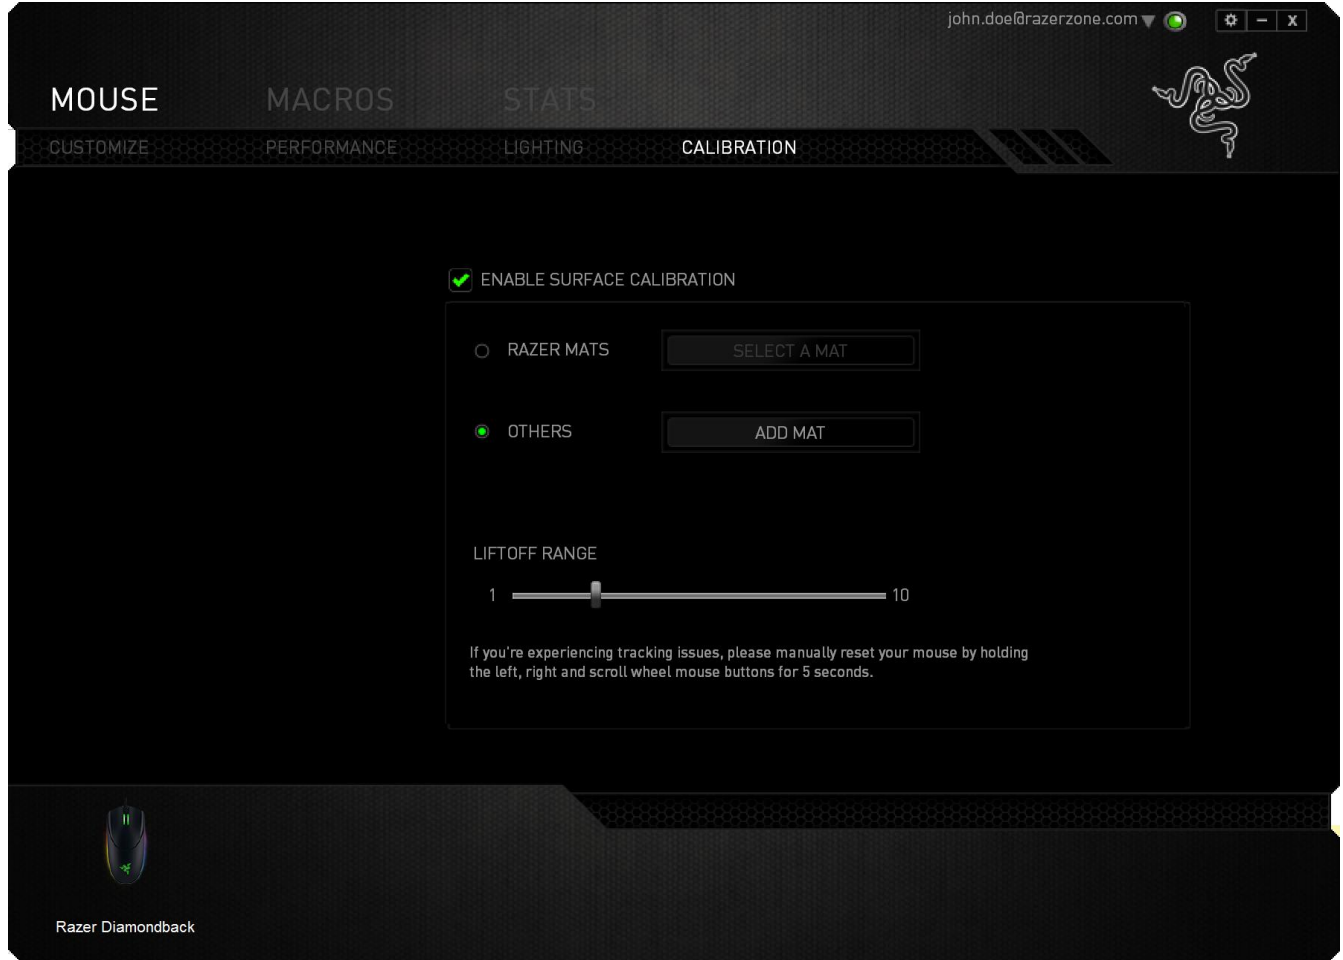 john.doe@razerzone.com
X
MOUSE MACROS STATS
CUSTOMIZE PERFORMANCE LIGHTING CALIBRATION
ENABLE SURFACE CALIBRATION
RAZER MATS SELECT A MAT
OTHERS ADD MAT
LIFTOFF RANGE
1 10
If you're experiencing tracking issues, please manually reset your mouse by holding
the left, right and scroll wheel mouse buttons for 5 seconds.
Razer Diamondback